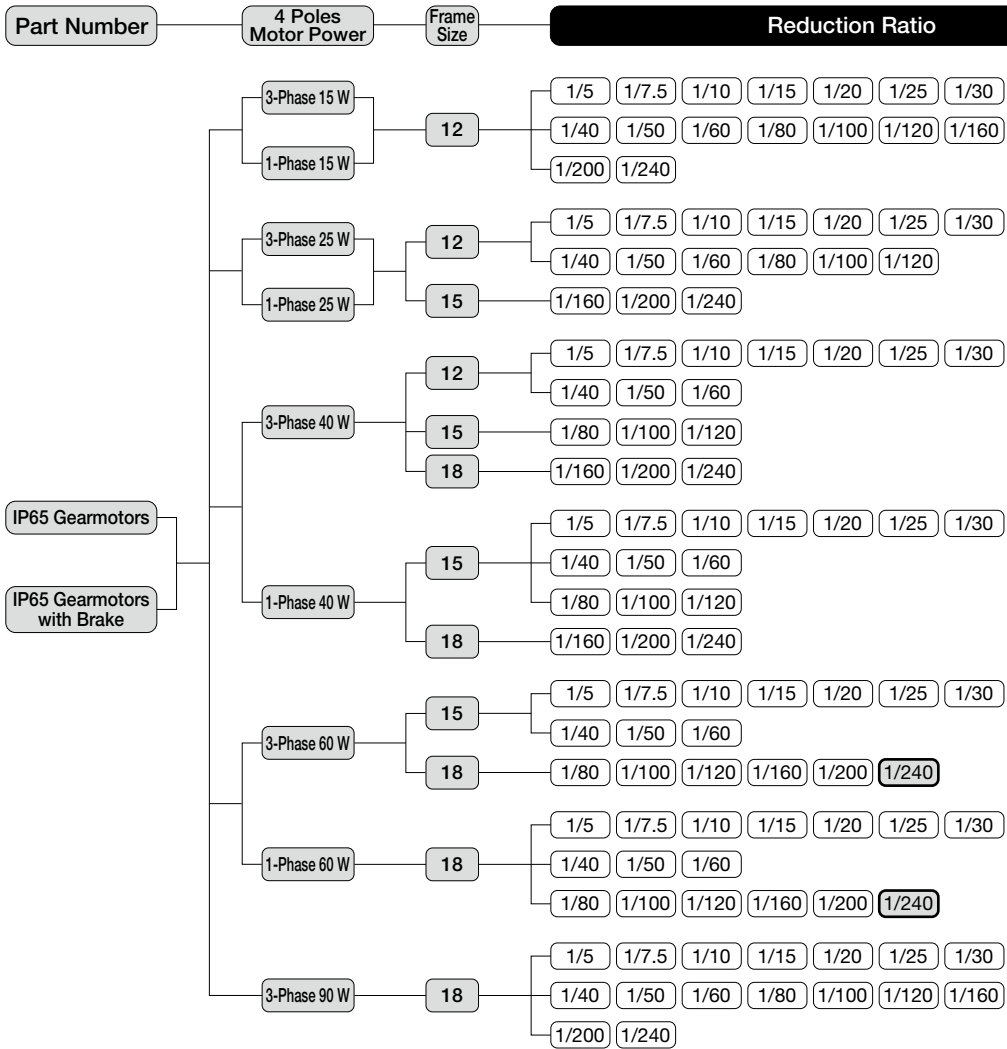 Part Number
4 Poles
Motor Power
Frame
Size
Reduction Ratio
3-Phase 15 W
1-Phase 15 W
12
1/5 1/7.5 1/10 1/15 1/20 1/25 1/30
1/40 1/50 1/60 1/80 1/100 1/120 1/160
1/200 1/240
3-Phase 25 W
1-Phase 25 W
12
1/5 1/7.5 1/10 1/15 1/20 1/25 1/30
1/40 1/50 1/60 1/80 1/100 1/120
15
1/160 1/200 1/240
3-Phase 40 W
12
1/5 1/7.5 1/10 1/15 1/20 1/25 1/30
1/40 1/50 1/60
15
1/80 1/100 1/120
18
1/160 1/200 1/240
IP65 Gearmotors
IP65 Gearmotors
with Brake
1-Phase 40 W
15
1/5 1/7.5 1/10 1/15 1/20 1/25 1/30
1/40 1/50 1/60
1/80 1/100 1/120
18
1/160 1/200 1/240
3-Phase 60 W
15
1/5 1/7.5 1/10 1/15 1/20 1/25 1/30
1/40 1/50 1/60
18
1/80 1/100 1/120 1/160 1/200 1/240
1-Phase 60 W
18
1/5 1/7.5 1/10 1/15 1/20 1/25 1/30
1/40 1/50 1/60
1/80 1/100 1/120 1/160 1/200 1/240
3-Phase 90 W
18
1/5 1/7.5 1/10 1/15 1/20 1/25 1/30
1/40 1/50 1/60 1/80 1/100 1/120 1/160
1/200 1/240